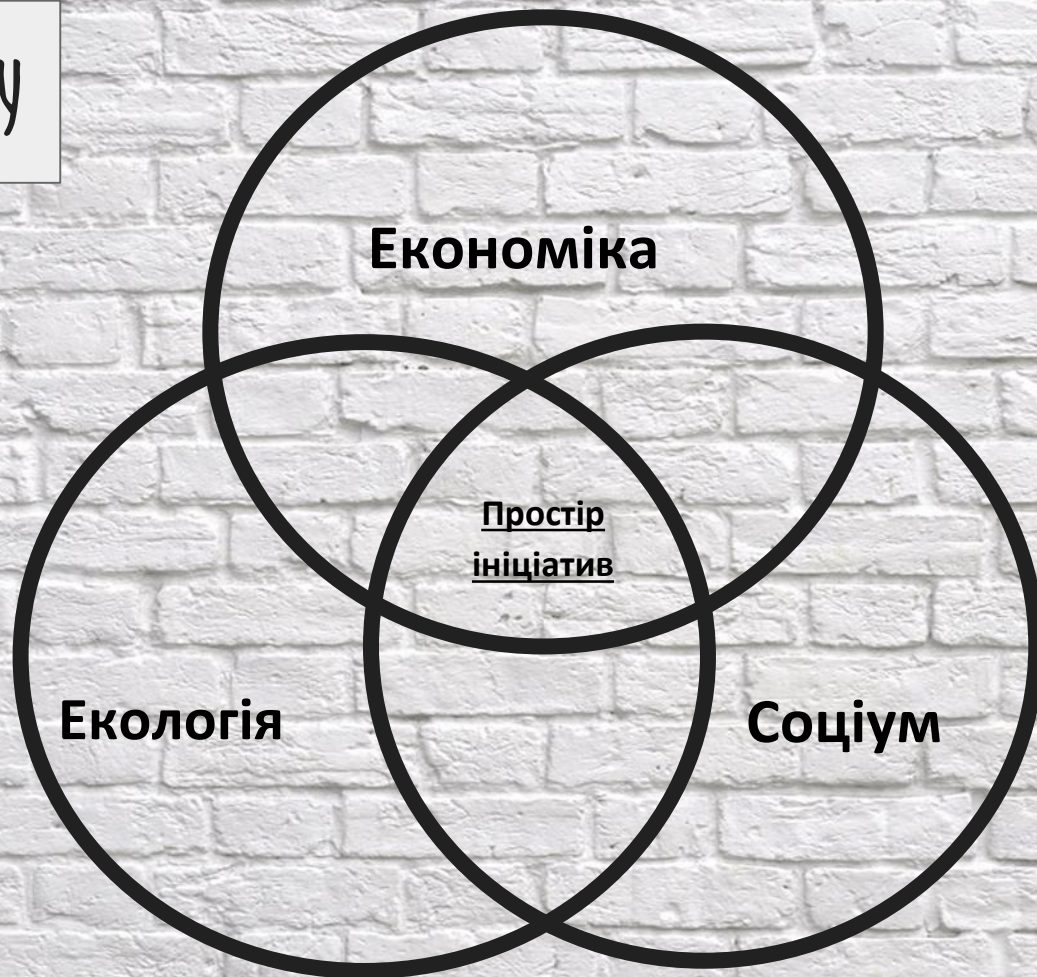 у
Економіка
Простір
ініціатив
Екологія
Соціум